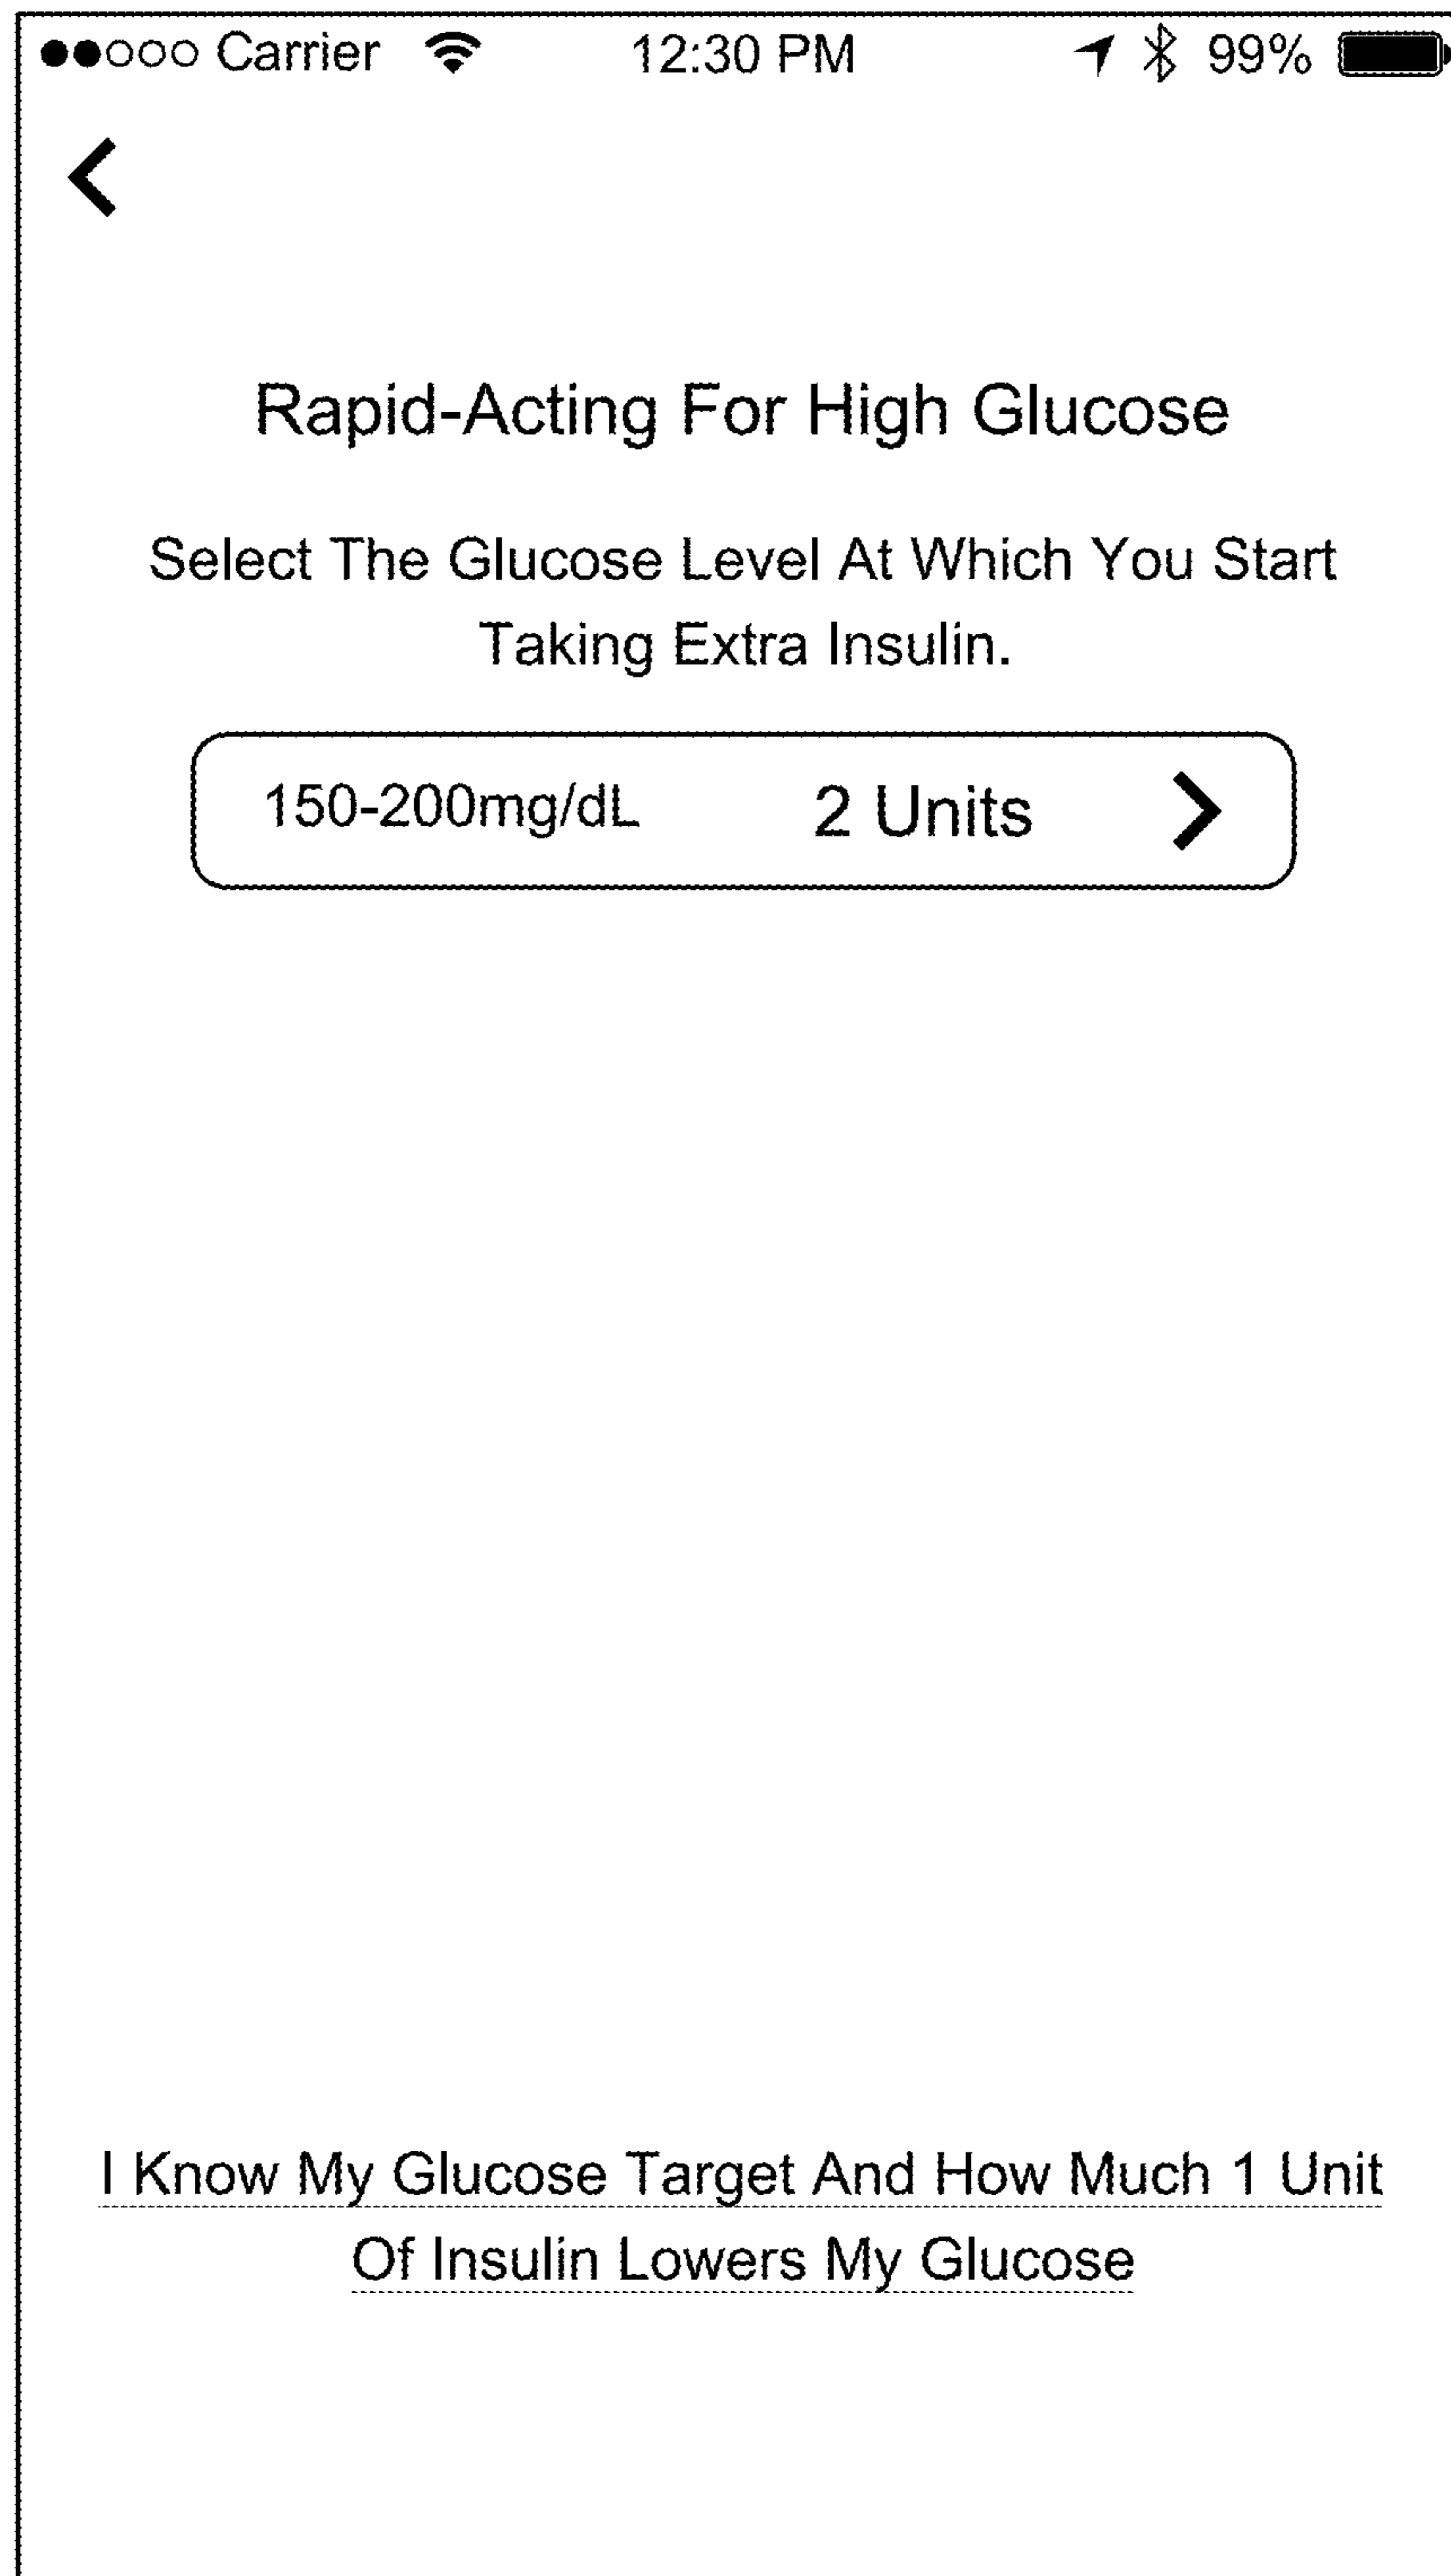 Carrier 12:30 PM 99%
Rapid-Acting For High Glucose
Select The Glucose Level At Which You Start
Taking Extra Insulin.
150-200mg/dL 2 Units
I Know My Glucose Target And How Much 1 Unit
Of Insulin Lowers My Glucose